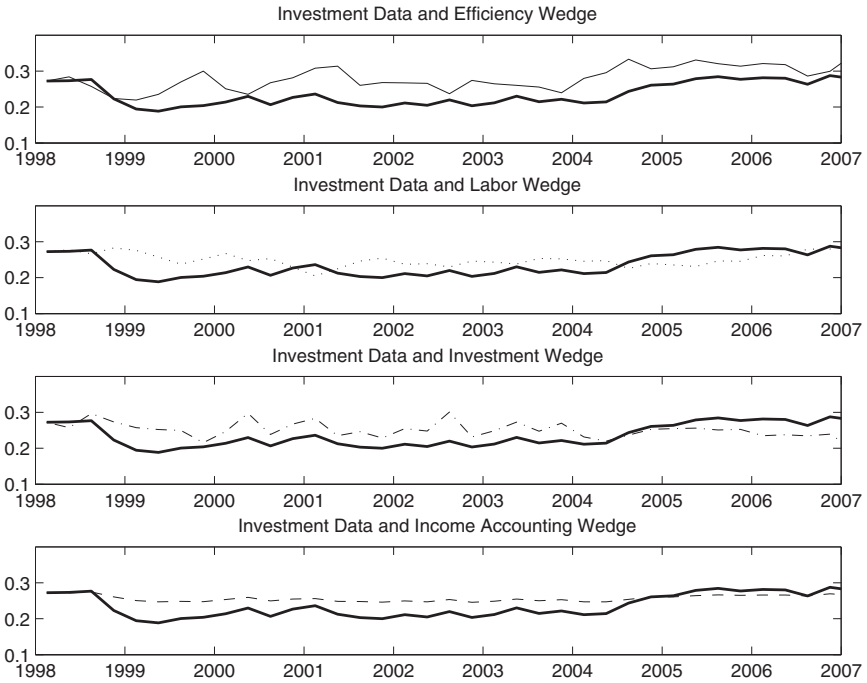 Investment Data and Efficiency Wedge
0.3
0.2
0.1
1998 1999 2000 2001 2002 2003 2004 2005 2006 2007
Investment Data and Labor Wedge
0.3
0.2
0.1
1998 1999 2000 2001 2002 2003 2004 2005 2006 2007
Investment Data and Investment Wedge
0.3
0.2
0.1
1998 1999 2000 2001 2002 2003 2004 2005 2006 2007
Investment Data and Income Accounting Wedge
0.3
0.2
0.1
1998 1999 2000 2001 2002 2003 2004 2005 2006 2007